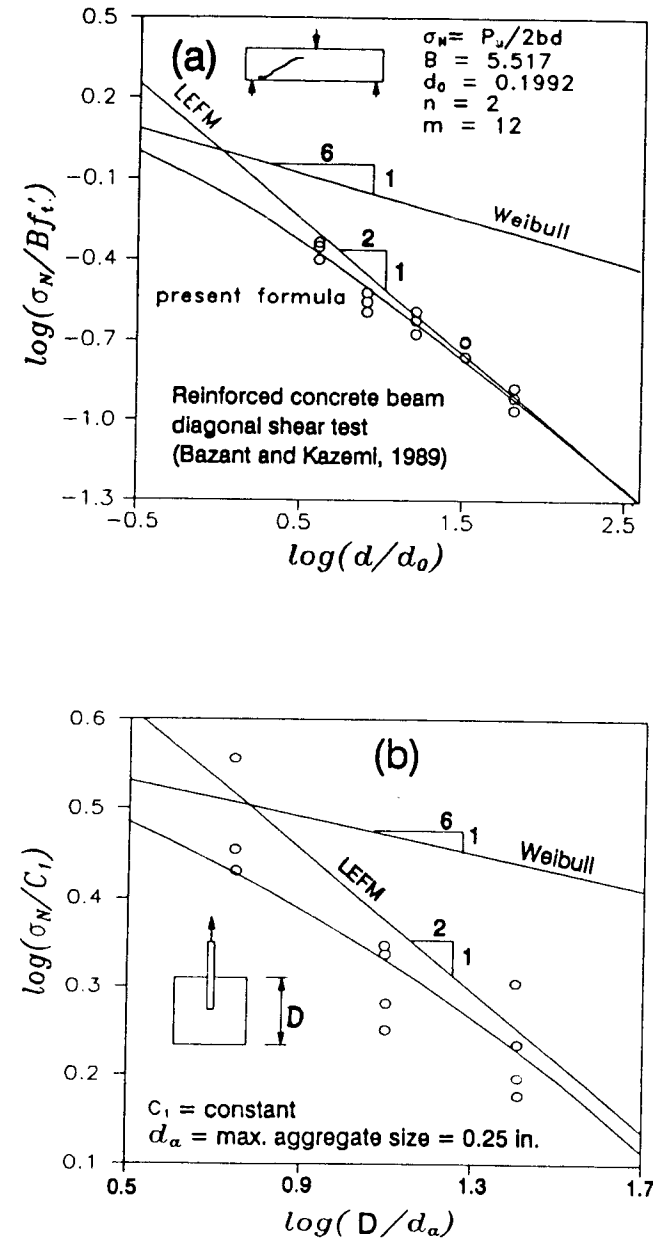 (a)
σN= Pu/2bd
B = 5.517
d₀ = 0.1992
n = 2
m = 12
0.5
0.2
-0.1
-0.4
-0.7
-1.0
-1.3
log(σN/Bf't.)
LEFM
6
1
Weibull
2
1
present formula
Reinforced concrete beam
diagonal shear test
(Bazant and Kazemi, 1989)
-0.5
0.5
1.5
2.5
log(d/d₀)
(b)
0.6
0.5
0.4
0.3
0.2
0.1
log(σN/C₁)
6
1
Weibull
LEFM
2
1
D
C₁ = constant
da = max. aggregate size = 0.25 in.
0.5
0.9
1.3
1.7
log(D/da)